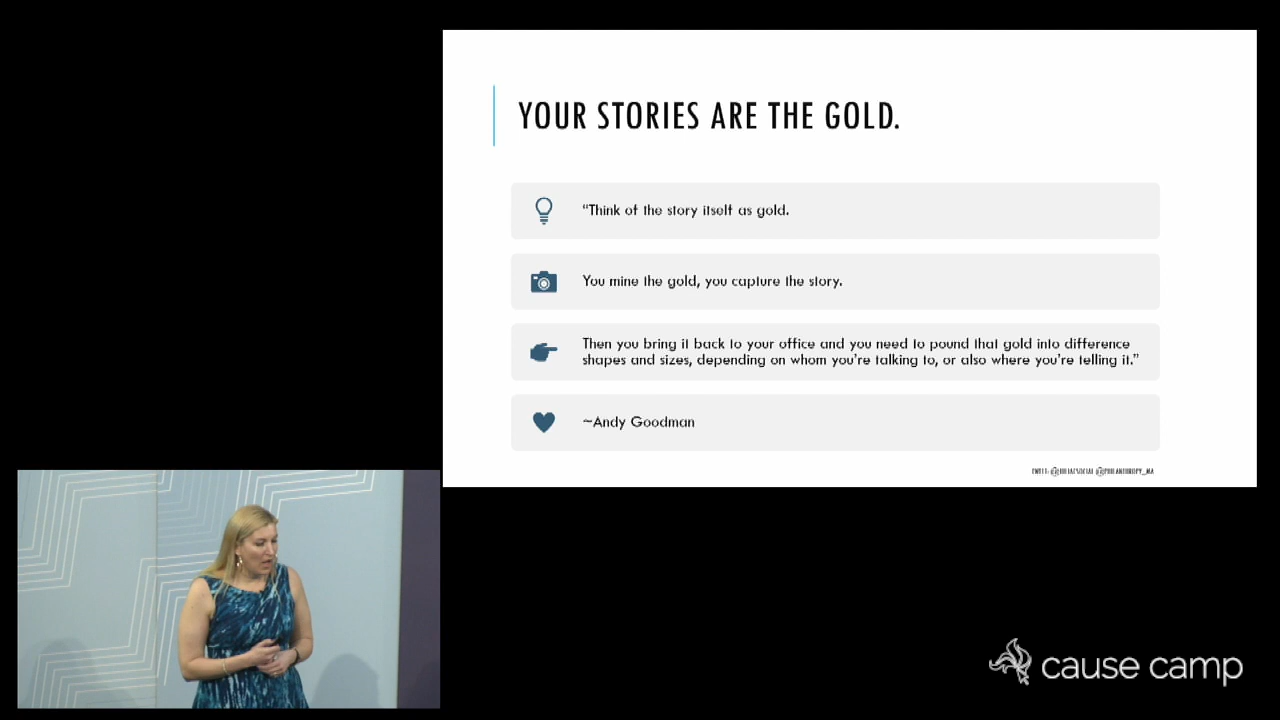 YOUR STORIES ARE THE GOLD.
“Think of the story itself as gold.
You mine the gold, you capture the story.
Then you bring it back to your office and you need to pound that gold into difference
shapes and sizes, depending on whom you’re talking to, or also where you’re telling it.”
~Andy Goodman
TWEET: @JULIACSOCIAL @PHILANTHROPY_MA
cause camp